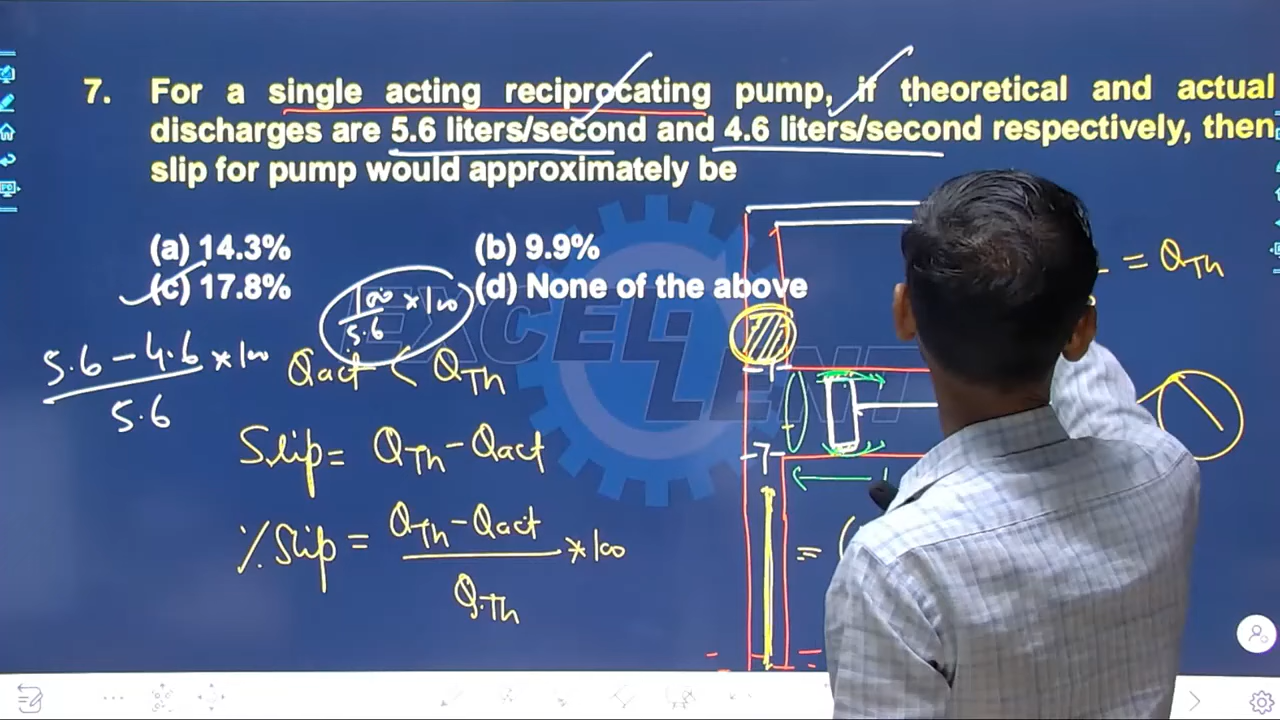 7. For a single acting reciprocating pump, if theoretical and actual
discharges are 5.6 liters/second and 4.6 liters/second respectively, then
slip for pump would approximately be
(a) 14.3% (b) 9.9%
(c) 17.8% (d) None of the above
= QTh
5.6 - 4.6 * 100
5.6
100 * 100
5.6
EXCELLENT
Qact < QTh
Slip = QTh - Qact
% Slip = QTh - Qact * 100
QTh
=